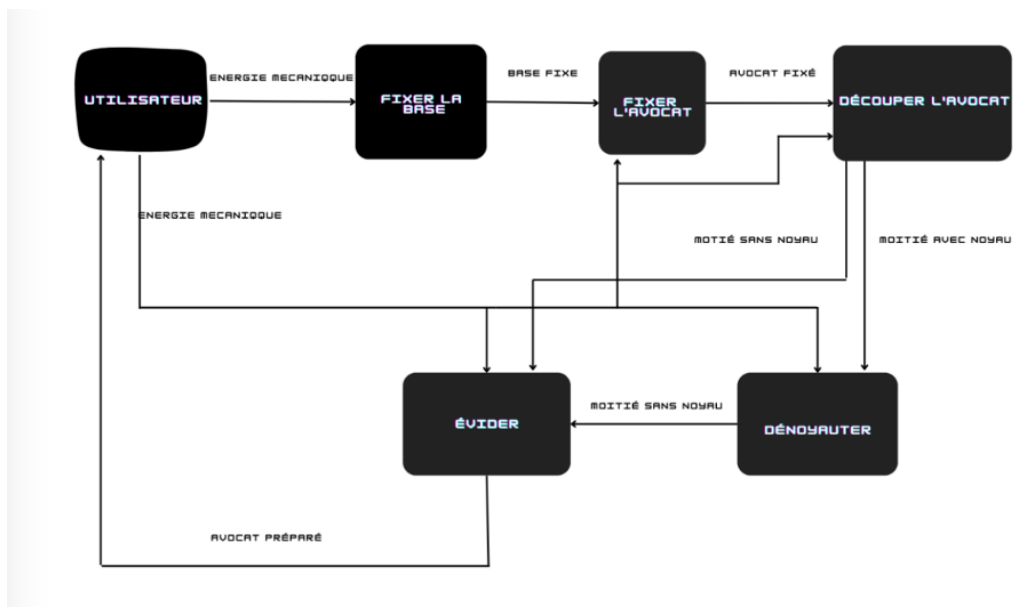 UTILISATEUR
ENERGIE MECANIQQUE
FIXER LA
BASE
BASE FIXE
FIXER
L'AVOCAT
AVOCAT FIXÉ
DÉCOUPER L'AVOCAT
ENERGIE MECANIQQUE
MOTIÉ SANS NOYAU
MOITIÉ AVEC NOYAU
ÉVIDER
MOITIÉ SANS NOYAU
DÉNOYAUTER
AVOCAT PRÉPARÉ